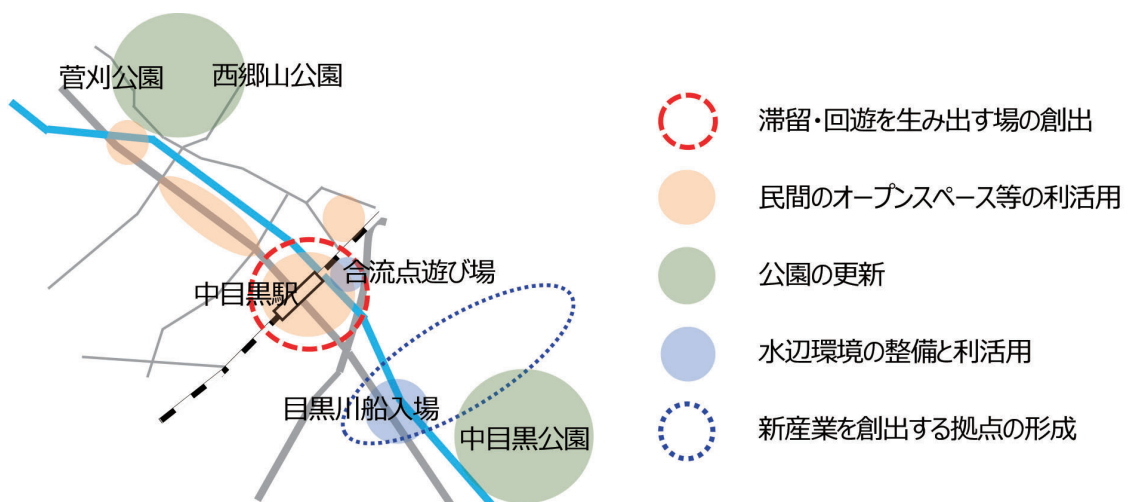 菅刈公園
西郷山公園
中目黒駅
合流点遊び場
目黒川船入場
中目黒公園
滞留・回遊を生み出す場の創出
民間のオープンスペース等の利活用
公園の更新
水辺環境の整備と利活用
新産業を創出する拠点の形成